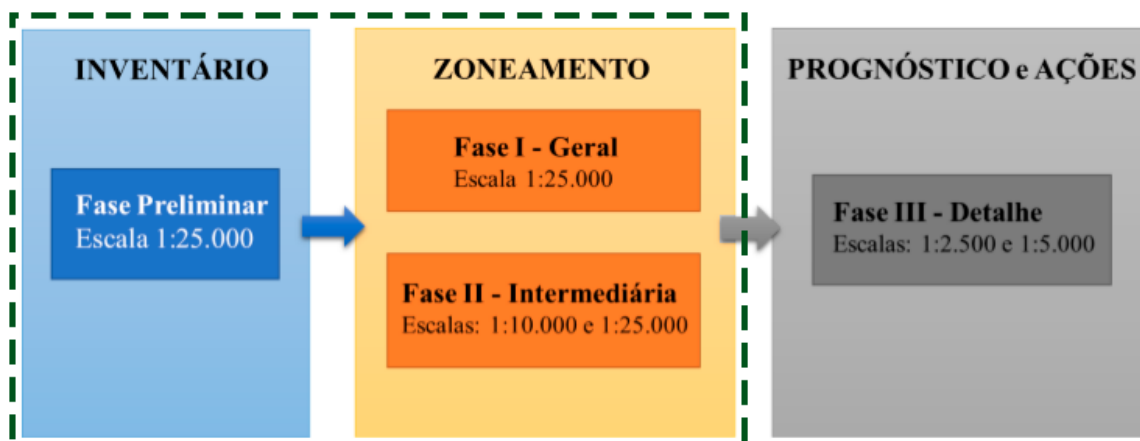 INVENTÁRIO
Fase Preliminar
Escala 1:25.000
ZONEAMENTO
Fase I - Geral
Escala 1:25.000
Fase II - Intermediária
Escalas: 1:10.000 e 1:25.000
PROGNÓSTICO e AÇÕES
Fase III - Detalhe
Escalas: 1:2.500 e 1:5.000